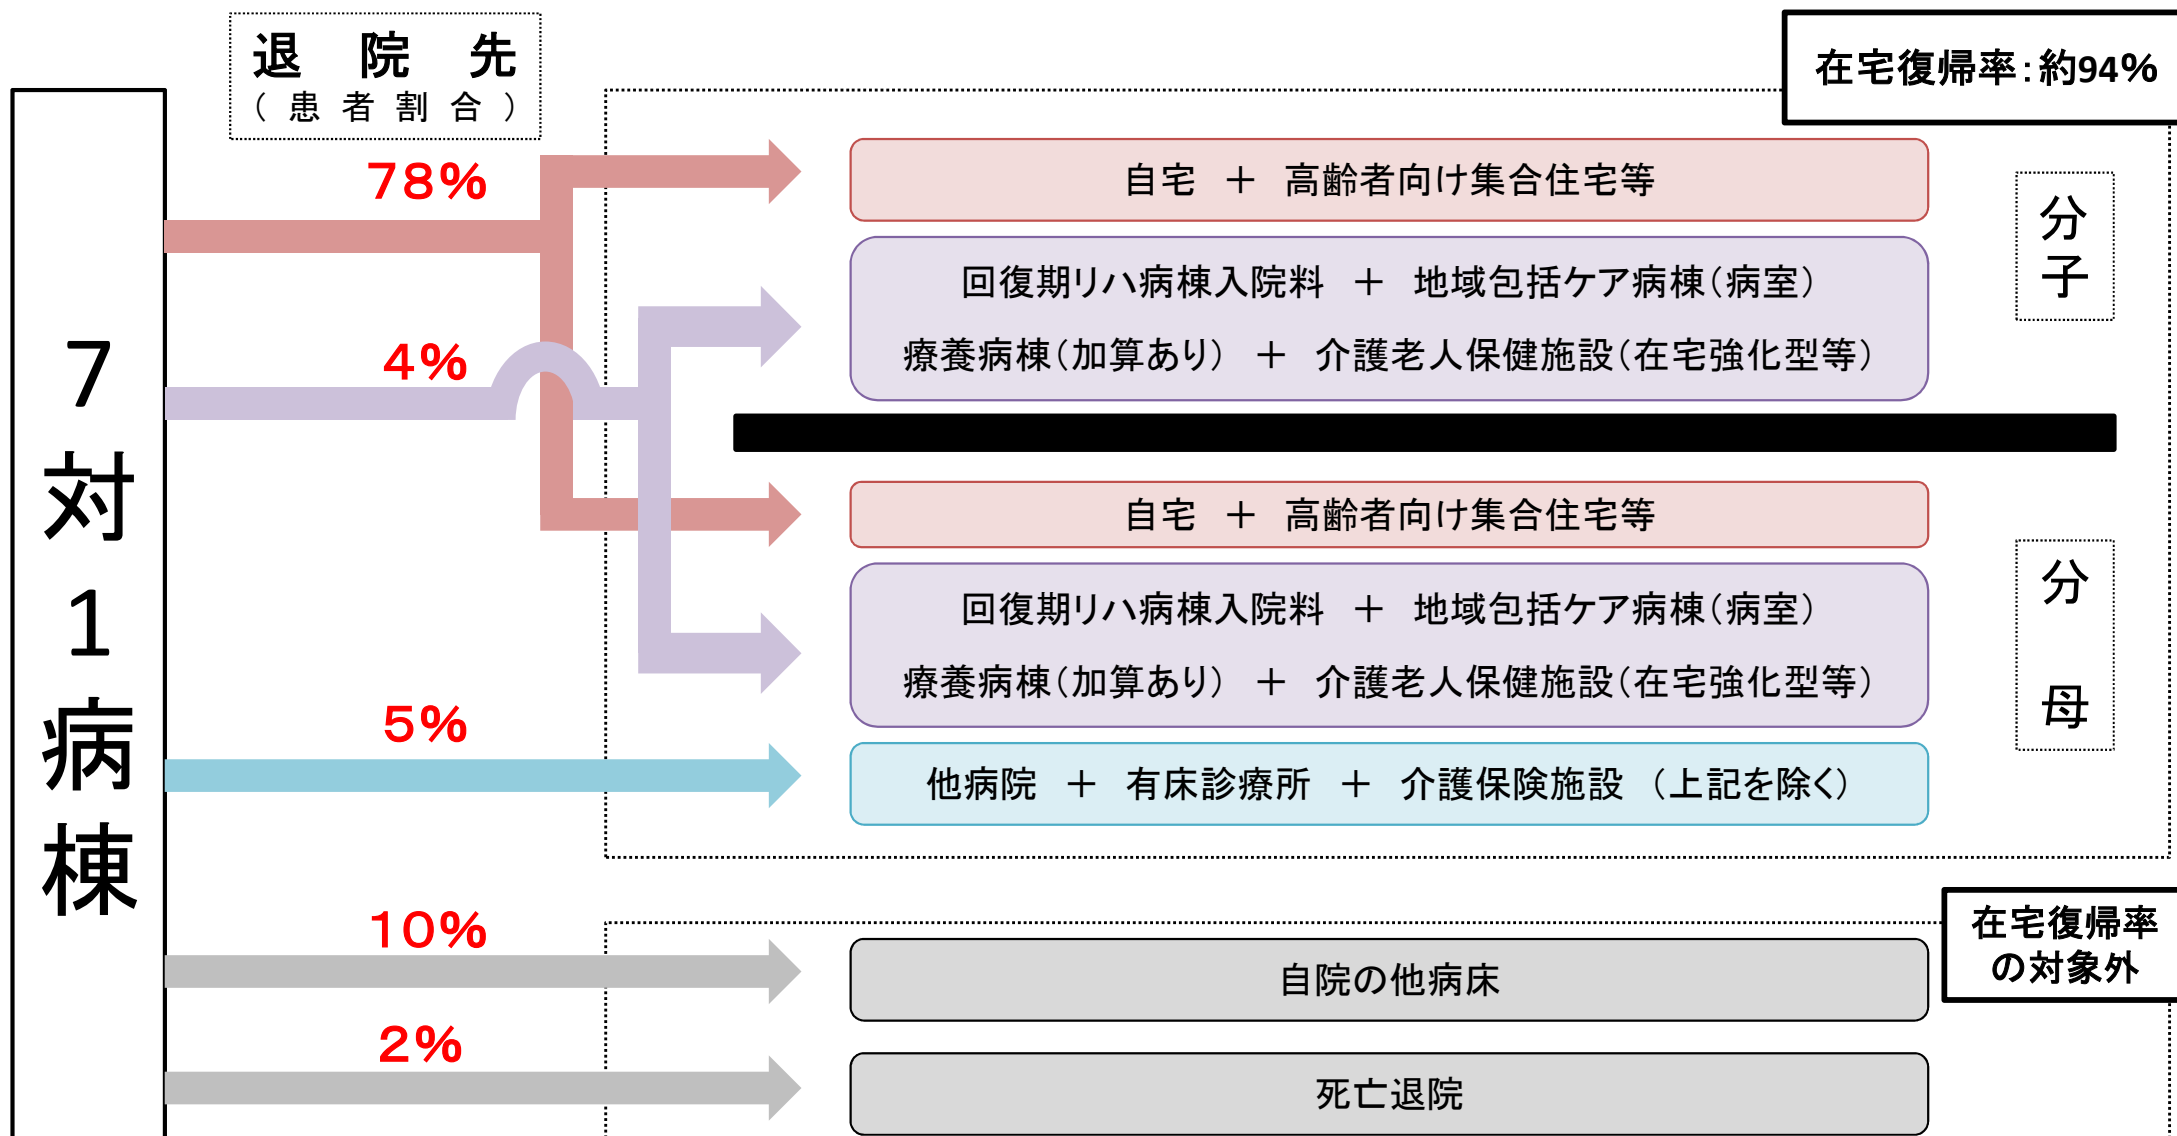 退院先
（患者割合）
在宅復帰率：約94%
7対1病棟
78%
自宅 ＋ 高齢者向け集合住宅等
分子
4%
回復期リハ病棟入院料 ＋ 地域包括ケア病棟（病室）
療養病棟（加算あり） ＋ 介護老人保健施設（在宅強化型等）
自宅 ＋ 高齢者向け集合住宅等
分母
回復期リハ病棟入院料 ＋ 地域包括ケア病棟（病室）
療養病棟（加算あり） ＋ 介護老人保健施設（在宅強化型等）
5%
他病院 ＋ 有床診療所 ＋ 介護保険施設 （上記を除く）
在宅復帰率
の対象外
10%
自院の他病床
2%
死亡退院